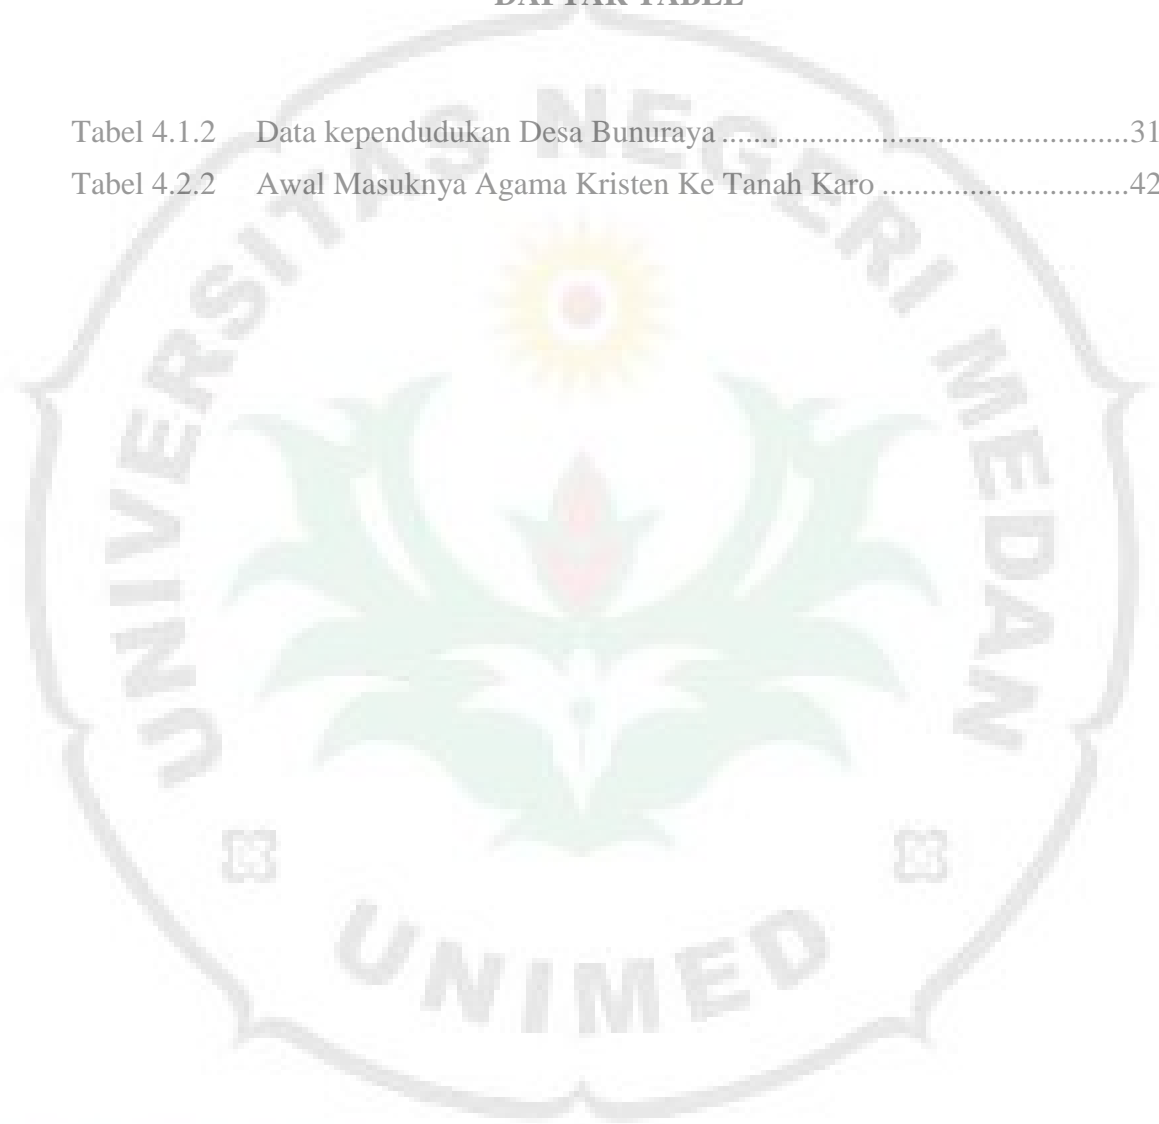 DAFTAR TABEL
Tabel 4.1.2 Data kependudukan Desa Bunuraya ....................................................31
Tabel 4.2.2 Awal Masuknya Agama Kristen Ke Tanah Karo ...............................42
UNIVERSITAS NEGERI MEDAN
UNIMED